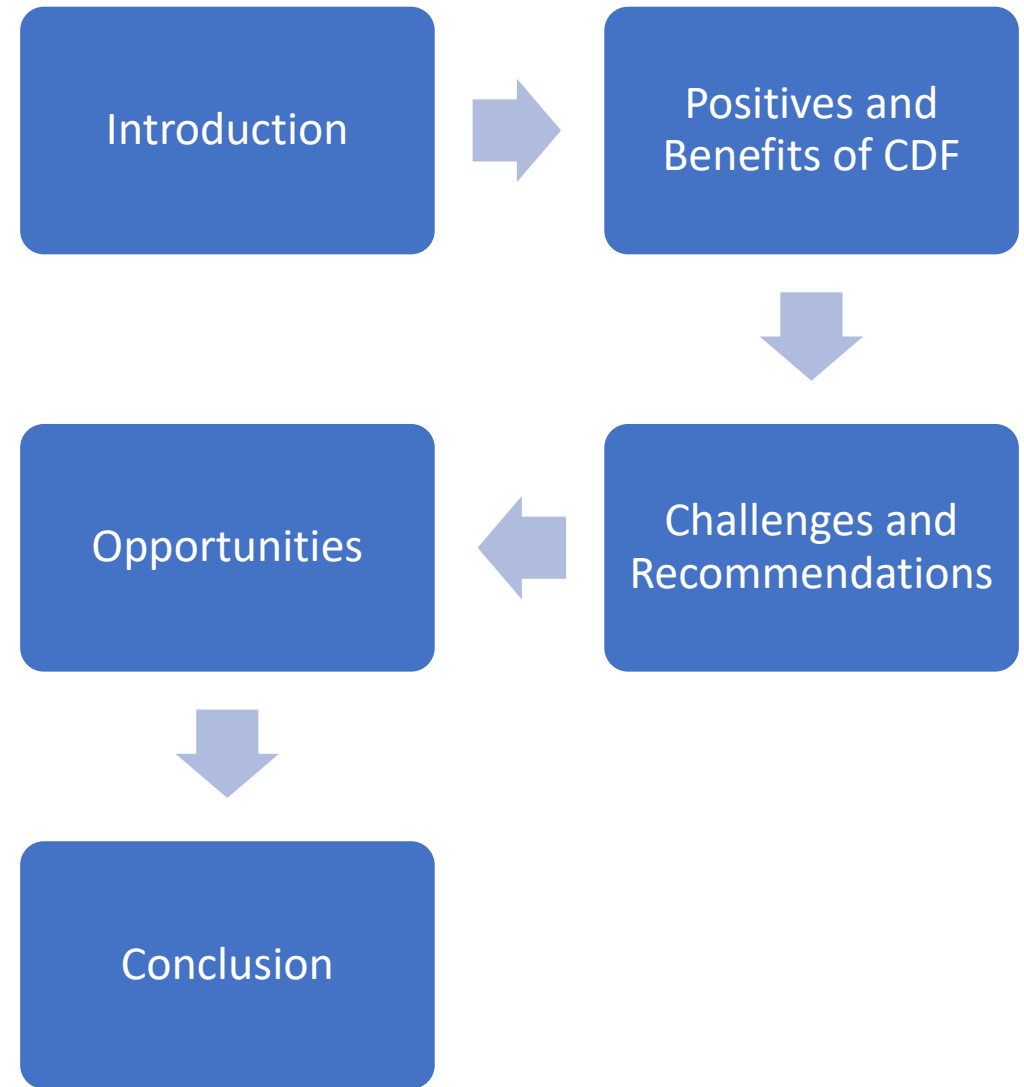 Introduction
Positives and
Benefits of CDF
Challenges and
Recommendations
Opportunities
Conclusion